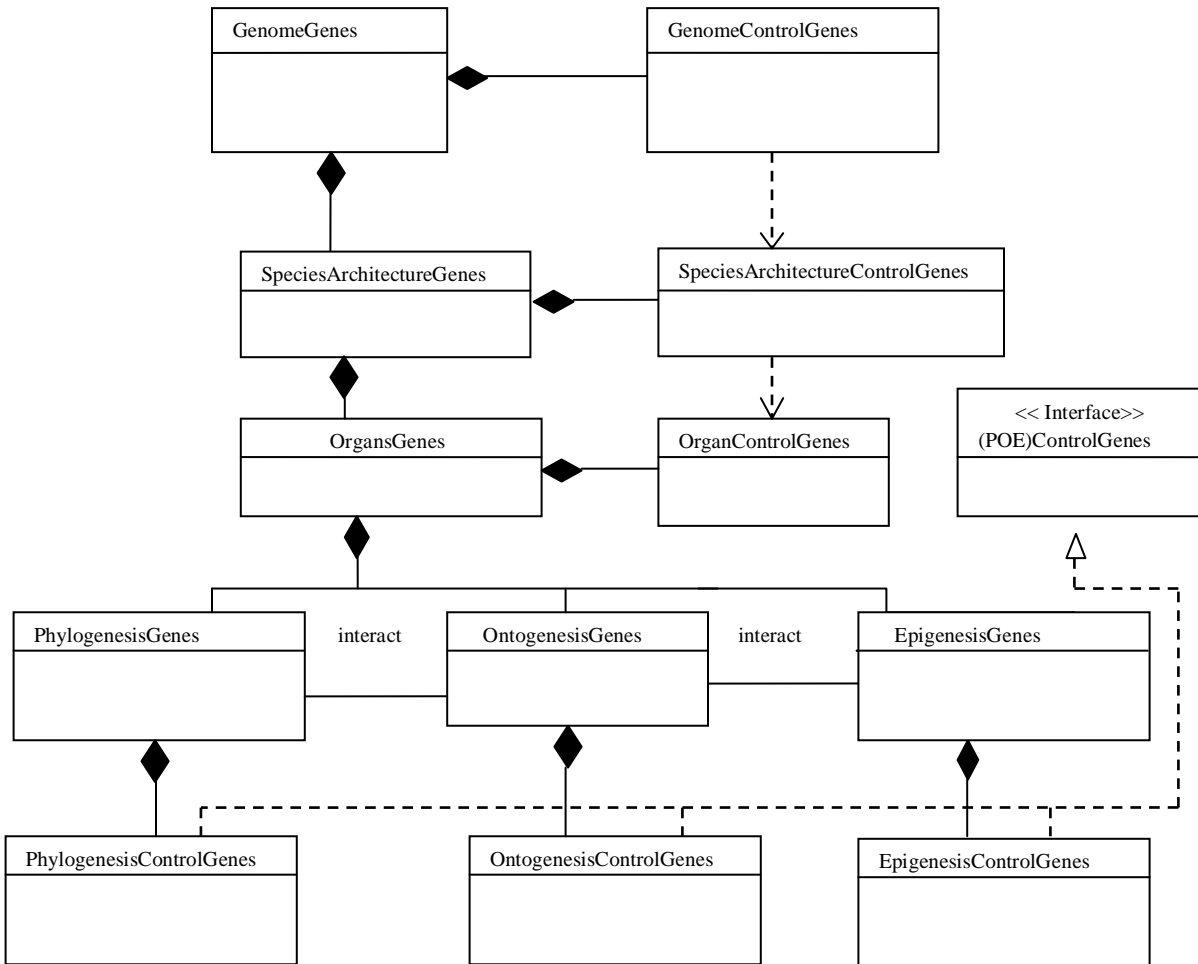 GenomeGenes
GenomeControlGenes
SpeciesArchitectureGenes
SpeciesArchitectureControlGenes
OrgansGenes
OrganControlGenes
<< Interface>>
(POE)ControlGenes
PhylogenesisGenes
interact
OntogenesisGenes
interact
EpigenesisGenes
PhylogenesisControlGenes
OntogenesisControlGenes
EpigenesisControlGenes